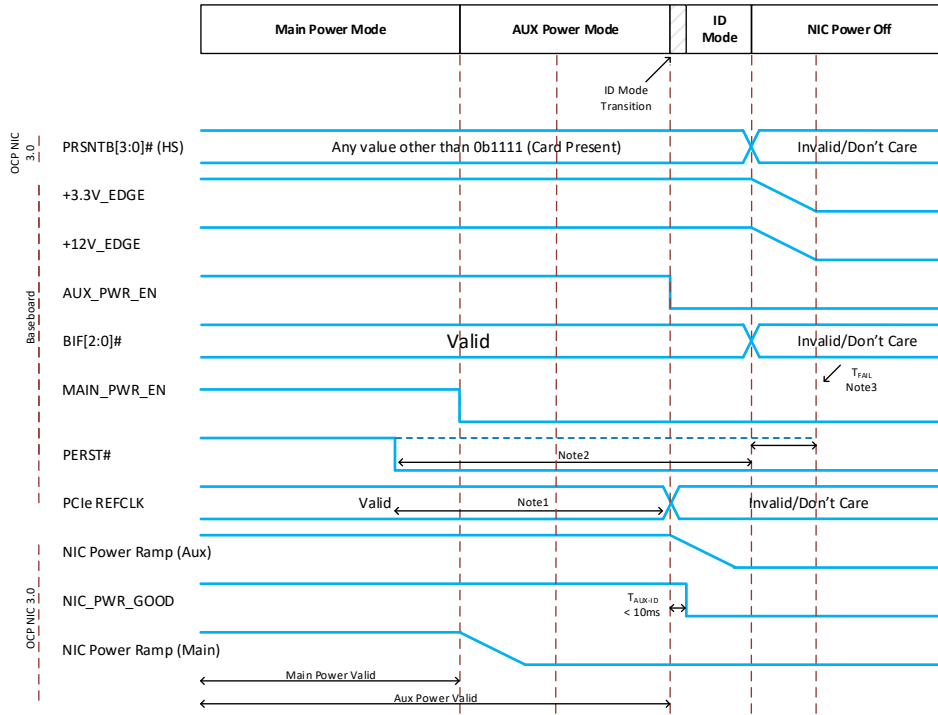 Main Power Mode
AUX Power Mode
ID
Mode
NIC Power Off
ID Mode
Transition
OCP NIC
3.0
PRSNTB[3:0]# (HS)
Any value other than 0b1111 (Card Present)
Invalid/Don't Care
+3.3V_EDGE
+12V_EDGE
AUX_PWR_EN
Baseboard
BIF[2:0]#
Valid
Invalid/Don't Care
TFAIL
Note3
MAIN_PWR_EN
PERST#
Note2
PCIe REFCLK
Valid
Note1
Invalid/Don't Care
NIC Power Ramp (Aux)
OCP NIC 3.0
NIC_PWR_GOOD
TAUX-ID
< 10ms
NIC Power Ramp (Main)
Main Power Valid
Aux Power Valid